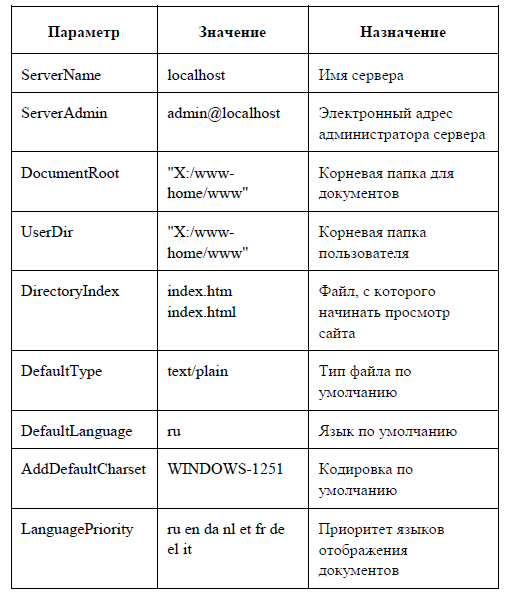 Параметр Значение Назначение
ServerName localhost Имя сервера
ServerAdmin admin@localhost Электронный адрес
администратора сервера
DocumentRoot "X:/www- Корневая папка для
home/www" документов
UserDir "X:/www- Корневая папка
home/www" пользователя
DirectoryIndex index.htm Файл, с которого
index.html начинать просмотр
сайта
DefaultType text/plain Тип файла по
умолчанию
DefaultLanguage ru Язык по умолчанию
AddDefaultCharset WINDOWS-1251 Кодировка по
умолчанию
LanguagePriority ru en da nl et fr de Приоритет языков
el it отображения
документов